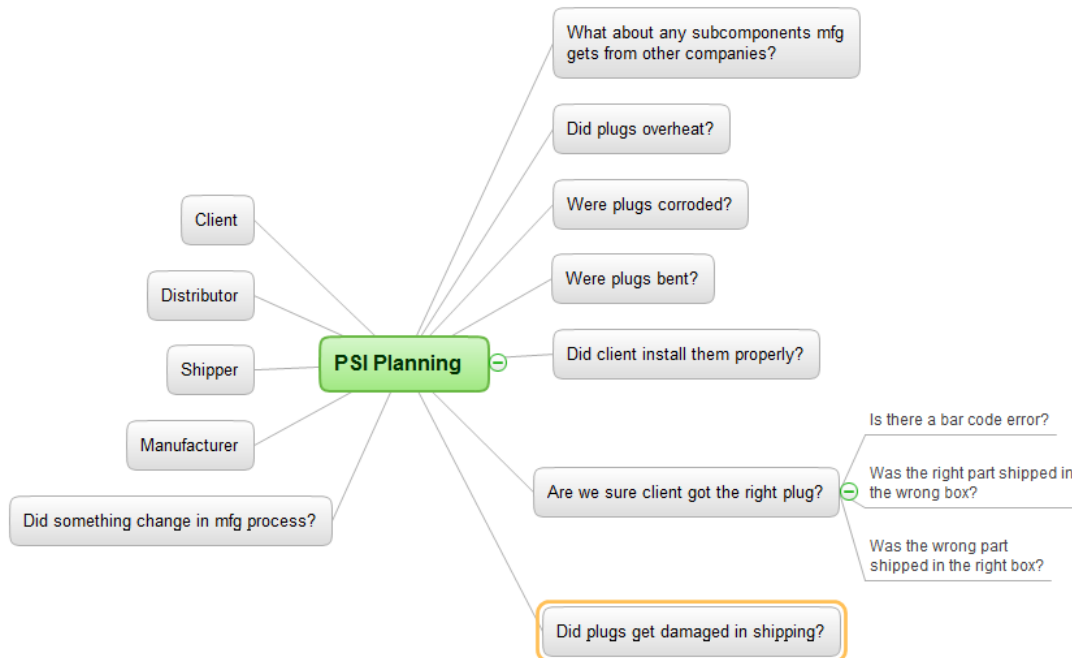 What about any subcomponents mfg
gets from other companies?
Did plugs overheat?
Were plugs corroded?
Client
Were plugs bent?
Distributor
PSI Planning
Did client install them properly?
Shipper
Manufacturer
Is there a bar code error?
Are we sure client got the right plug?
Was the right part shipped in
the wrong box?
Did something change in mfg process?
Was the wrong part
shipped in the right box?
Did plugs get damaged in shipping?